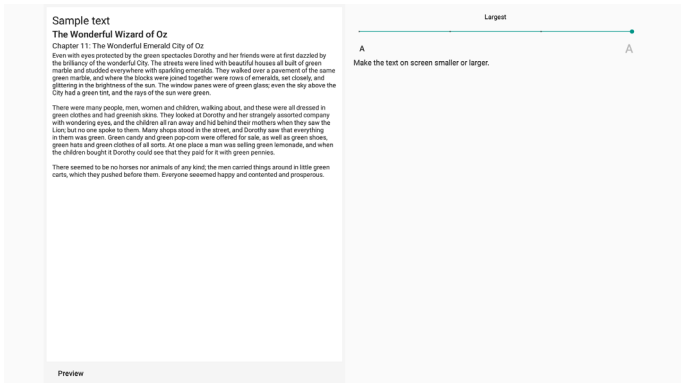 Sample text
The Wonderful Wizard of Oz
Chapter 11: The Wonderful Emerald City of Oz
Even with eyes protected by the green spectacles Dorothy and her friends were at first dazzled by
the brilliancy of the wonderful City. The streets were lined with beautiful houses all built of green
marble and studded everywhere with sparkling emeralds. They walked over a pavement of the same
green marble, and where the blocks were joined together were rows of emeralds, set closely, and
glittering in the brightness of the sun. The window panes were of green glass; even the sky above the
City had a green tint, and the rays of the sun were green.
There were many people, men, women and children, walking about, and these were all dressed in
green clothes and had greenish skins. They looked at Dorothy and her strangely assorted company
with wondering eyes, and the children all ran away and hid behind their mothers when they saw the
Lion; but no one spoke to them. Many shops stood in the street, and Dorothy saw that everything
in them was green. Green candy and green pop-corn were offered for sale, as well as green shoes,
green hats and green clothes of all sorts. At one place a man was selling green lemonade, and when
the children bought it Dorothy could see that they paid for it with green pennies.
There seemed to be no horses nor animals of any kind; the men carried things around in little green
carts, which they pushed before them. Everyone seeemed happy and contented and prosperous.
Preview
Largest
A A
Make the text on screen smaller or larger.